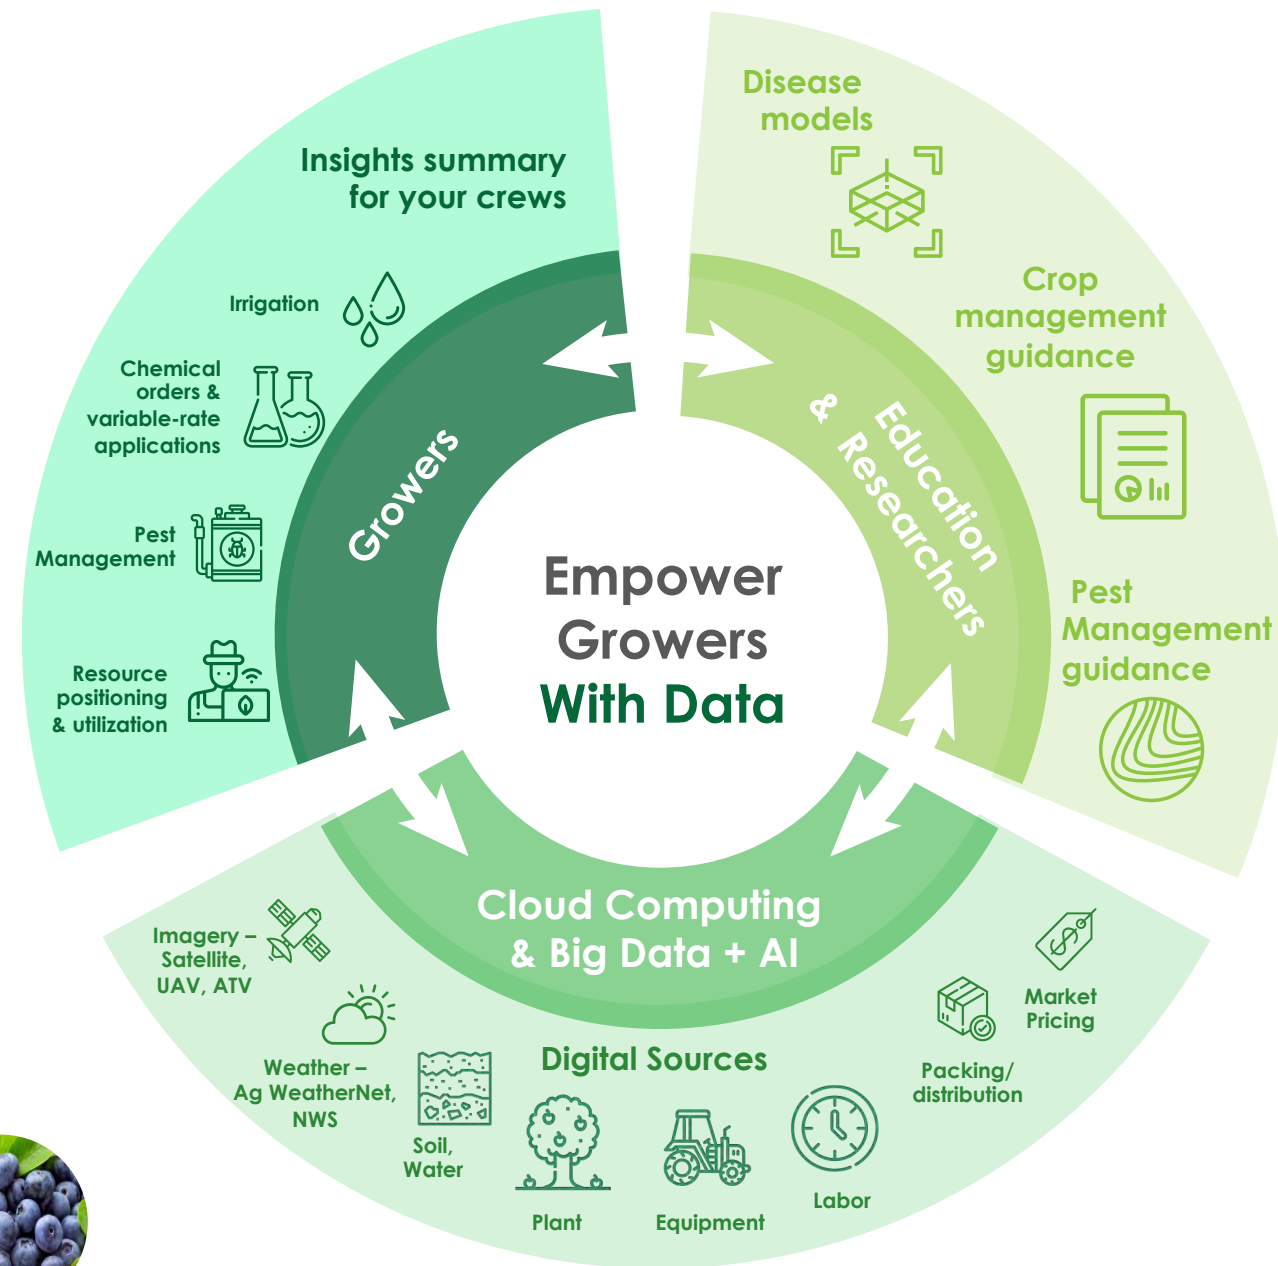 Insights summary
for your crews
Irrigation
Chemical
orders &
variable-rate
applications
Pest
Management
Resource
positioning
& utilization
Growers
Disease
models
Crop
management
guidance
Pest
Management
guidance
Education
& Researchers
Empower
Growers
With Data
Cloud Computing
& Big Data + AI
Digital Sources
Imagery –
Satellite,
UAV, ATV
Weather –
Ag WeatherNet,
NWS
Soil,
Water
Plant
Equipment
Labor
Packing/
distribution
Market
Pricing